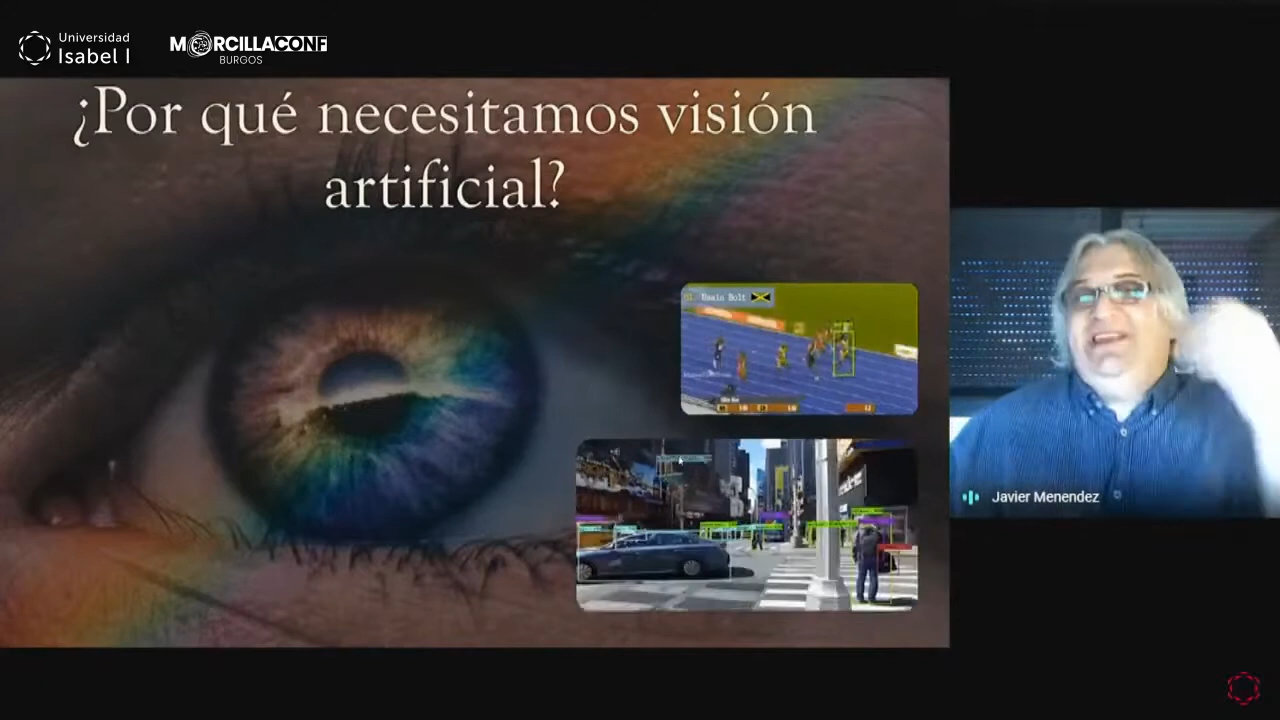 Universidad
Isabel I
MORCILLACONF
BURGOS
¿Por qué necesitamos visión
artificial?
Usain Bolt
Javier Menendez